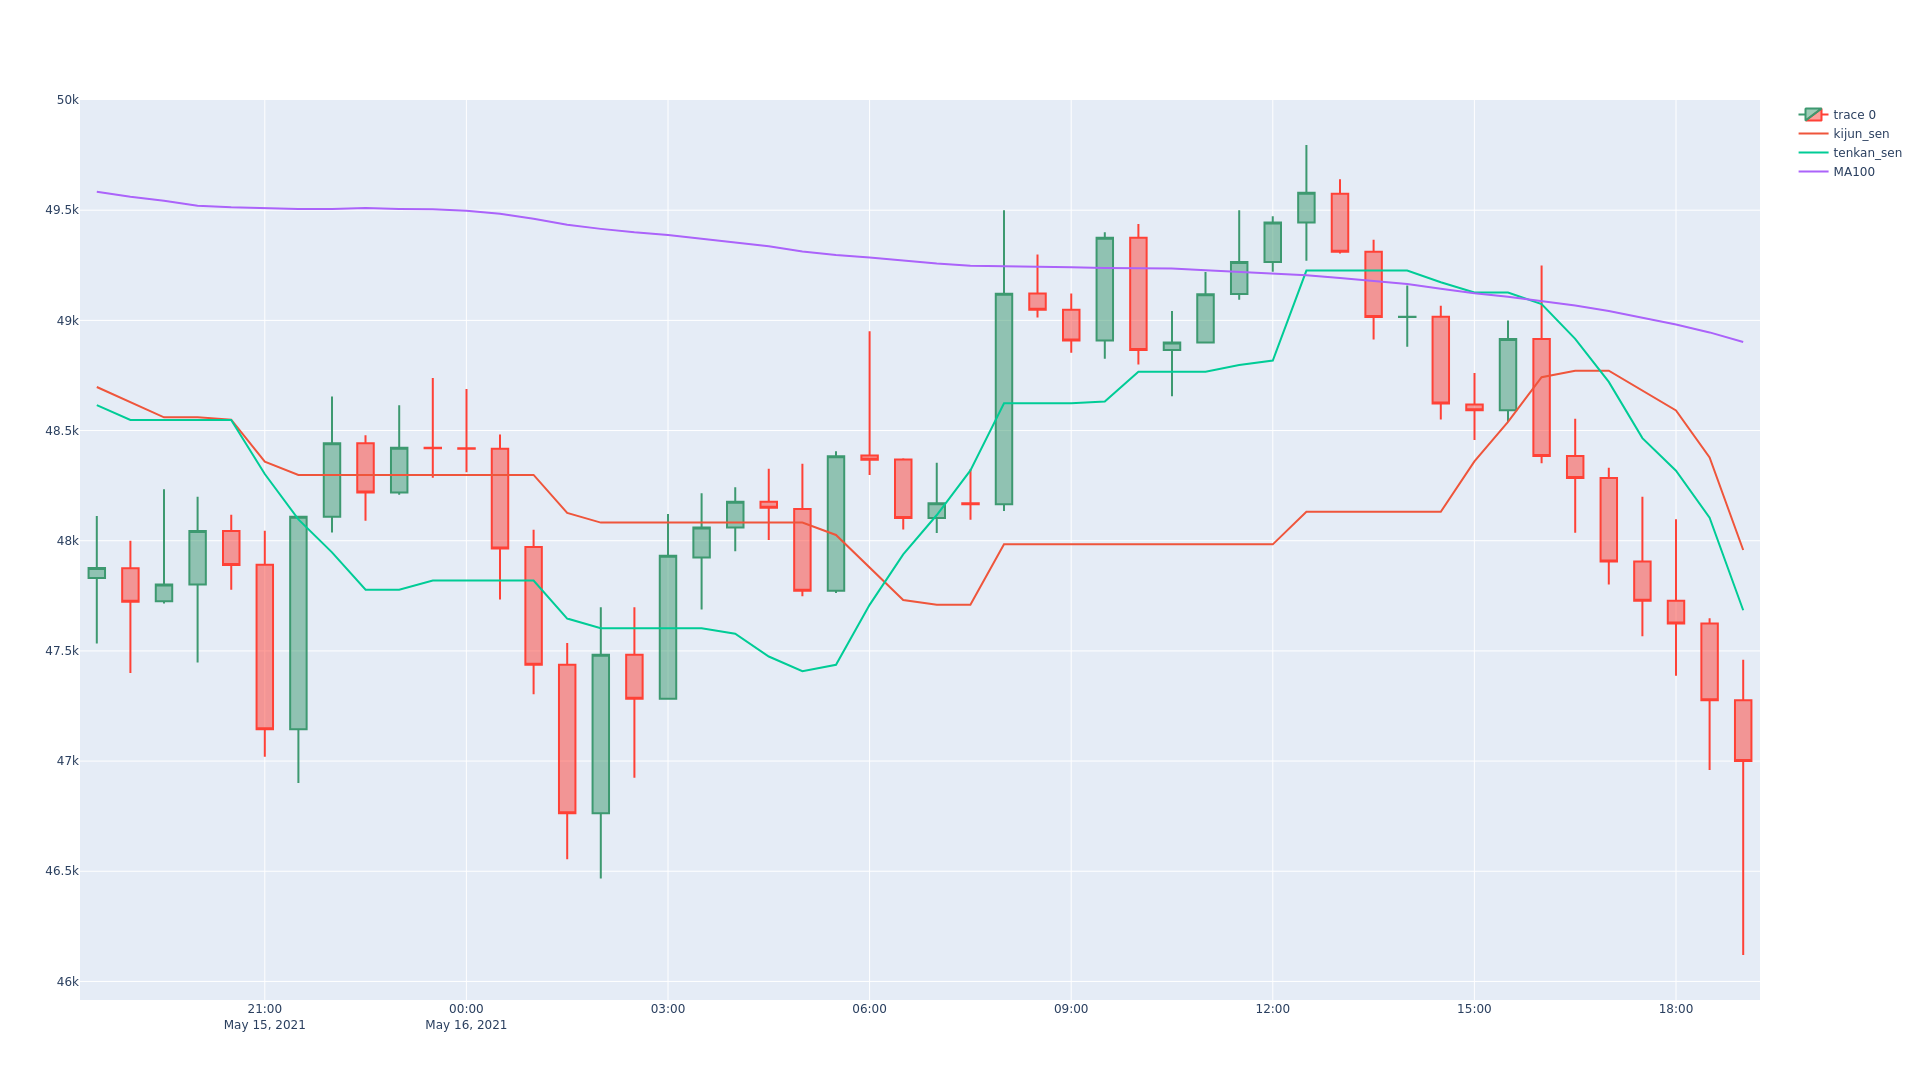 50k
49.5k
49k
48.5k
48k
47.5k
47k
46.5k
46k
21:00
May 15, 2021
00:00
May 16, 2021
03:00
06:00
09:00
12:00
15:00
18:00
trace 0
kijun_sen
tenkan_sen
MA100